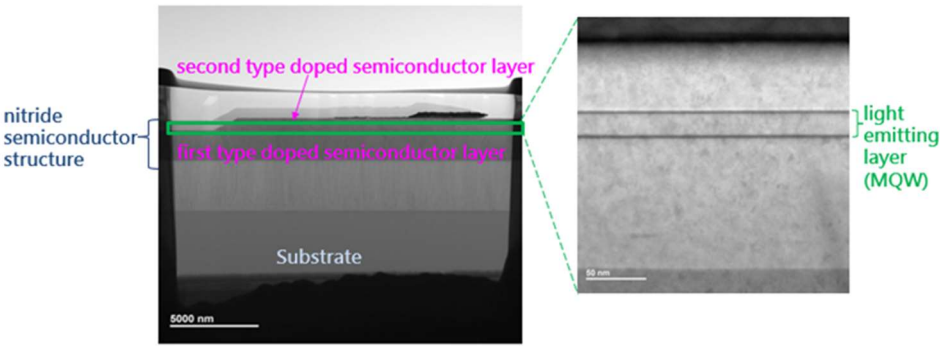 second type doped semiconductor layer
nitride
semiconductor
structure
first type doped semiconductor layer
Substrate
5000 nm
light
emitting
layer
(MQW)
50 nm